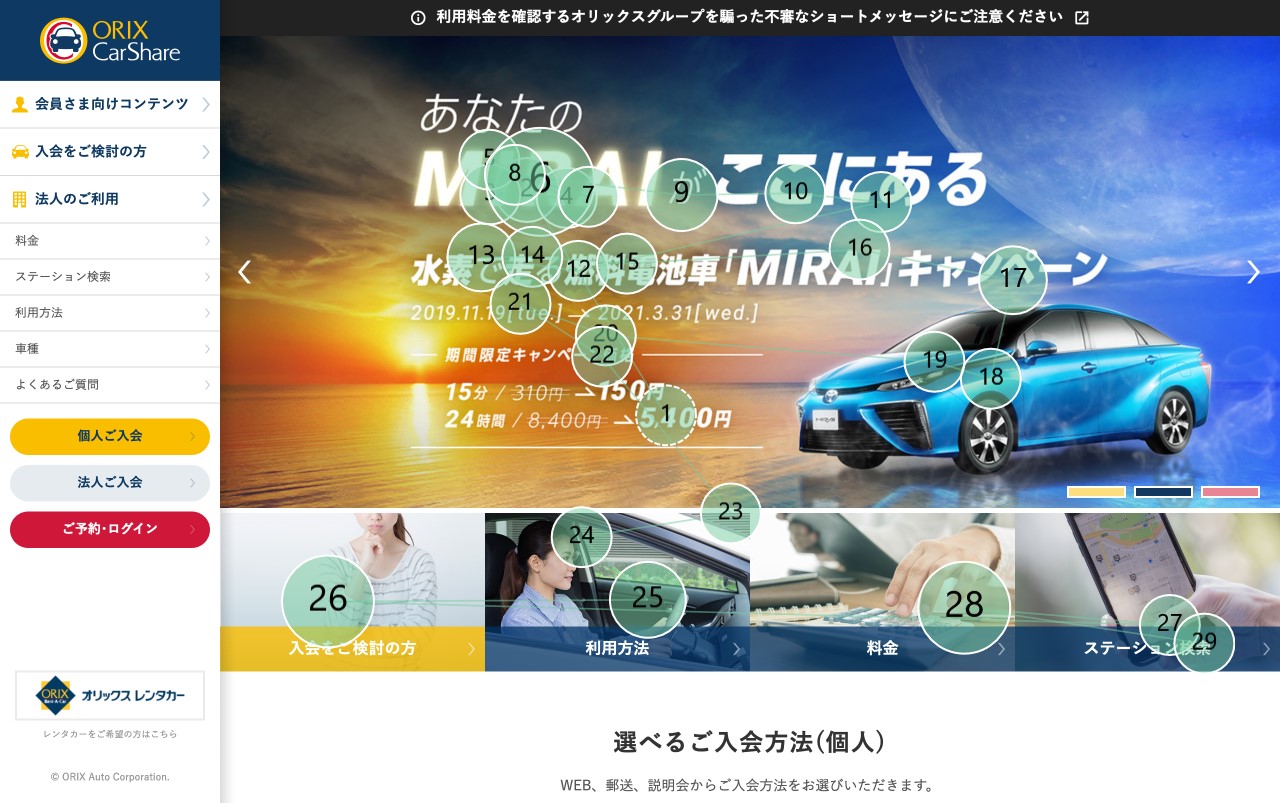 ORIX
CarShare
会員さま向けコンテンツ
入会をご検討の方
法人のご利用
料金
ステーション検索
利用方法
車種
よくあるご質問
個人ご入会
法人ご入会
ご予約・ログイン
ORIX
Rent-A-Car
オリックス レンタカー
レンタカーをご希望の方はこちら
© ORIX Auto Corporation.
利用料金を確認するオリックスグループを騙った不審なショートメッセージにご注意ください
あなたの
MIRAIがここにある
5
8
2
6
4
7
9
10
11
3
水素で走る燃料電池車「MIRAI」キャンペーン
13
14
12
15
16
17
2019.11.19[tue.] → 2021.3.31[wed.]
21
20
期間限定キャンペーン
22
19
18
15分 / 310円 → 150円
24時間 / 8,400円 → 5,400円
1
23
24
25
26
27
28
29
入会をご検討の方
利用方法
料金
ステーション検索
選べるご入会方法(個人)
WEB、郵送、説明会からご入会方法をお選びいただきます。